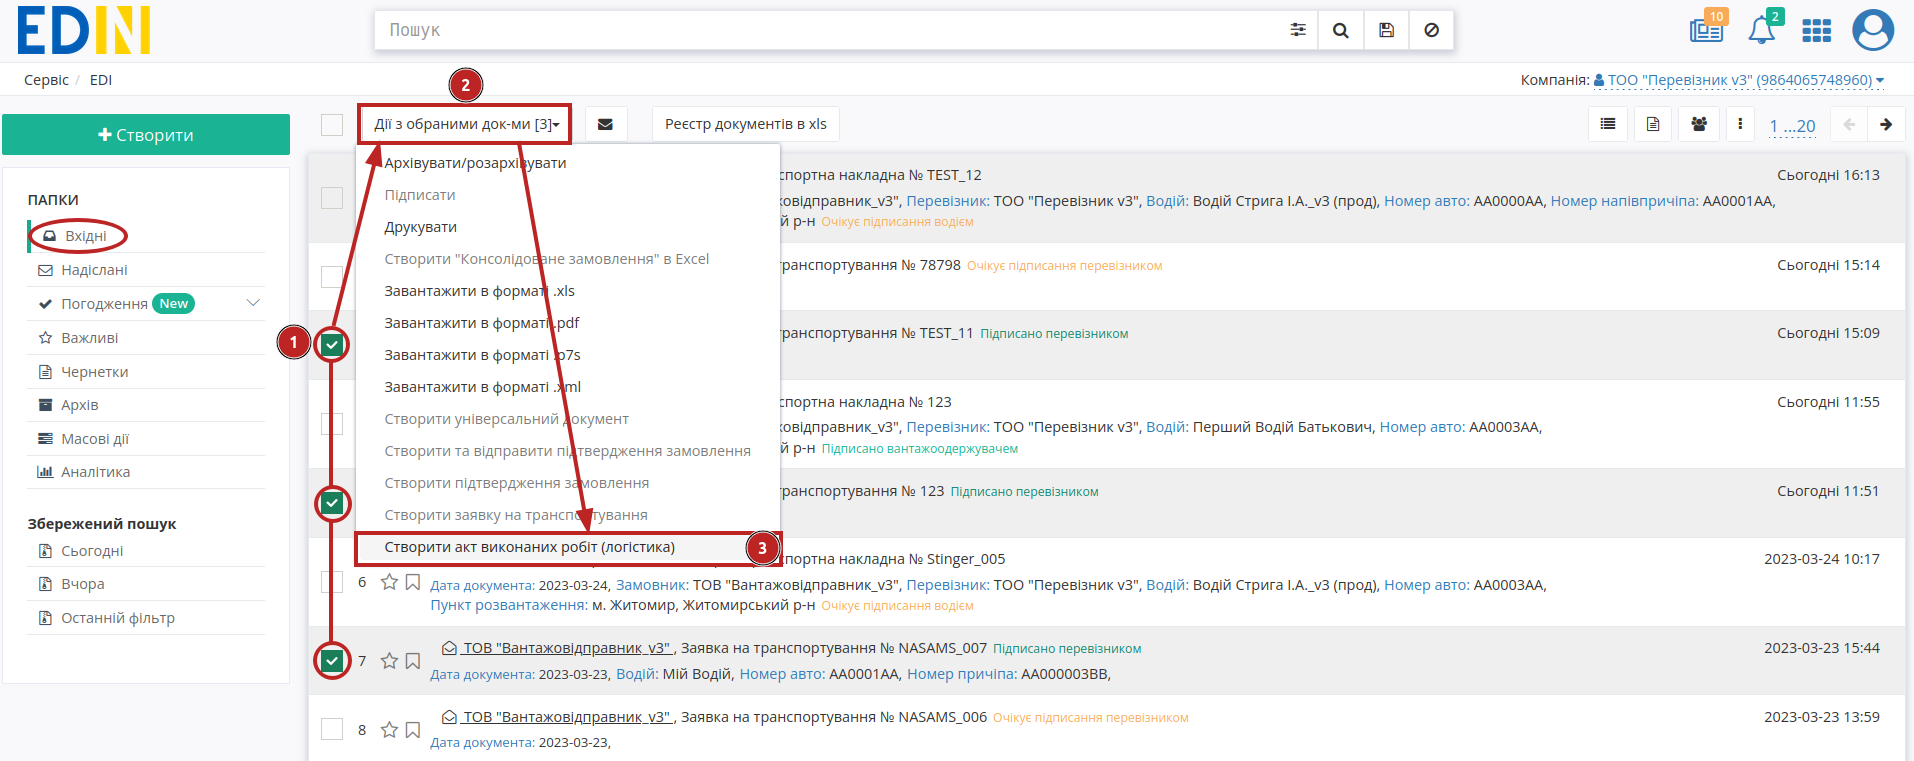 EDIN
Пошук
10
2
Сервіс / EDI
Компанія: ТОО "Перевізник v3" (9864065748960)
2
Створити
Дії з обраними док-ми [3]
Реєстр документів в xls
1 ...20
ПАПКИ
Вхідні
Надіслані
Погодження New
Важливі
Чернетки
Архів
Масові дії
Аналітика
Збережений пошук
Сьогодні
Вчора
Останній фільтр
1
Архівувати/розархівувати
Підписати
Друкувати
Створити "Консолідоване замовлення" в Excel
Завантажити в форматі .xls
Завантажити в форматі .pdf
Завантажити в форматі .p7s
Завантажити в форматі .xml
Створити універсальний документ
Створити та відправити підтвердження замовлення
Створити підтвердження замовлення
Створити заявку на транспортування
Створити акт виконаних робіт (логістика)
3
спортна накладна № TEST_12 Сьогодні 16:13
ковідправник_v3", Перевізник: ТОО "Перевізник v3", Водій: Водій Стрига І.А._v3 (прод), Номер авто: АА0000АА, Номер напівпричіпа: АА0001АА,
й р-н Очікує підписання водієм
транспортування № 78798 Очікує підписання перевізником Сьогодні 15:14
транспортування № TEST_11 Підписано перевізником Сьогодні 15:09
спортна накладна № 123 Сьогодні 11:55
ковідправник_v3", Перевізник: ТОО "Перевізник v3", Водій: Перший Водій Батькович, Номер авто: АА0003АА,
й р-н Підписано вантажоодержувачем
транспортування № 123 Підписано перевізником Сьогодні 11:51
спортна накладна № Stinger_005 2023-03-24 10:17
6 Дата документа: 2023-03-24, Замовник: ТОВ "Вантажовідправник_v3", Перевізник: ТОО "Перевізник v3", Водій: Водій Стрига І.А._v3 (прод), Номер авто: АА0003АА,
Пункт розвантаження: м. Житомир, Житомирський р-н Очікує підписання водієм
7 ТОВ "Вантажовідправник_v3" , Заявка на транспортування № NASAMS_007 Підписано перевізником 2023-03-23 15:44
Дата документа: 2023-03-23, Водій: Мій Водій, Номер авто: АА0001АА, Номер причіпа: АА000003ВВ,
8 ТОВ "Вантажовідправник_v3" , Заявка на транспортування № NASAMS_006 Очікує підписання перевізником 2023-03-23 13:59
Дата документа: 2023-03-23,